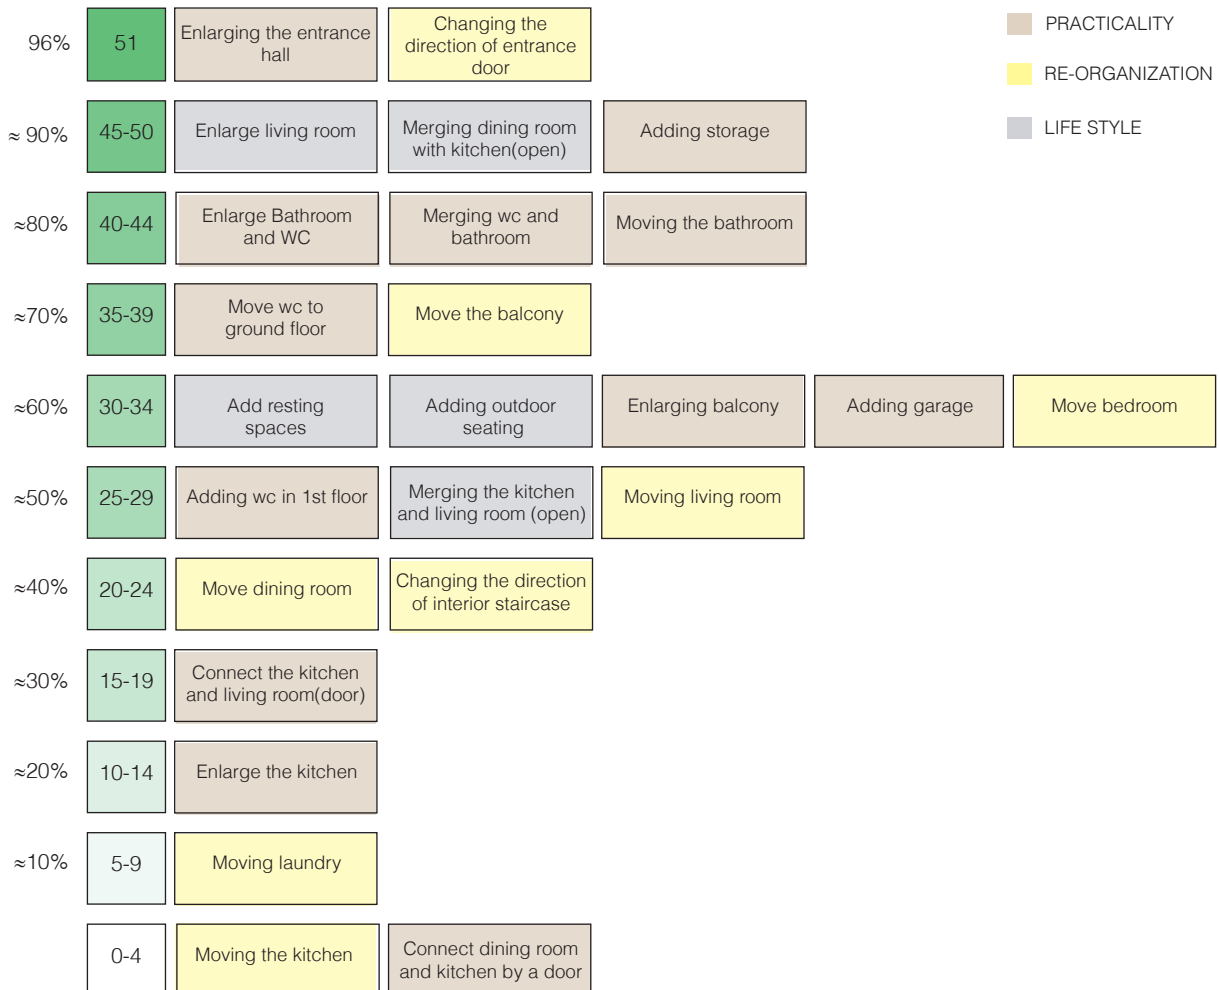 96%
51
Enlarging the entrance
hall
Changing the
direction of entrance
door
PRACTICALITY
RE-ORGANIZATION
LIFE STYLE
≈ 90%
45-50
Enlarge living room
Merging dining room
with kitchen(open)
Adding storage
≈80%
40-44
Enlarge Bathroom
and WC
Merging wc and
bathroom
Moving the bathroom
≈70%
35-39
Move wc to
ground floor
Move the balcony
≈60%
30-34
Add resting
spaces
Adding outdoor
seating
Enlarging balcony
Adding garage
Move bedroom
≈50%
25-29
Adding wc in 1st floor
Merging the kitchen
and living room (open)
Moving living room
≈40%
20-24
Move dining room
Changing the direction
of interior staircase
≈30%
15-19
Connect the kitchen
and living room(door)
≈20%
10-14
Enlarge the kitchen
≈10%
5-9
Moving laundry
0-4
Moving the kitchen
Connect dining room
and kitchen by a door